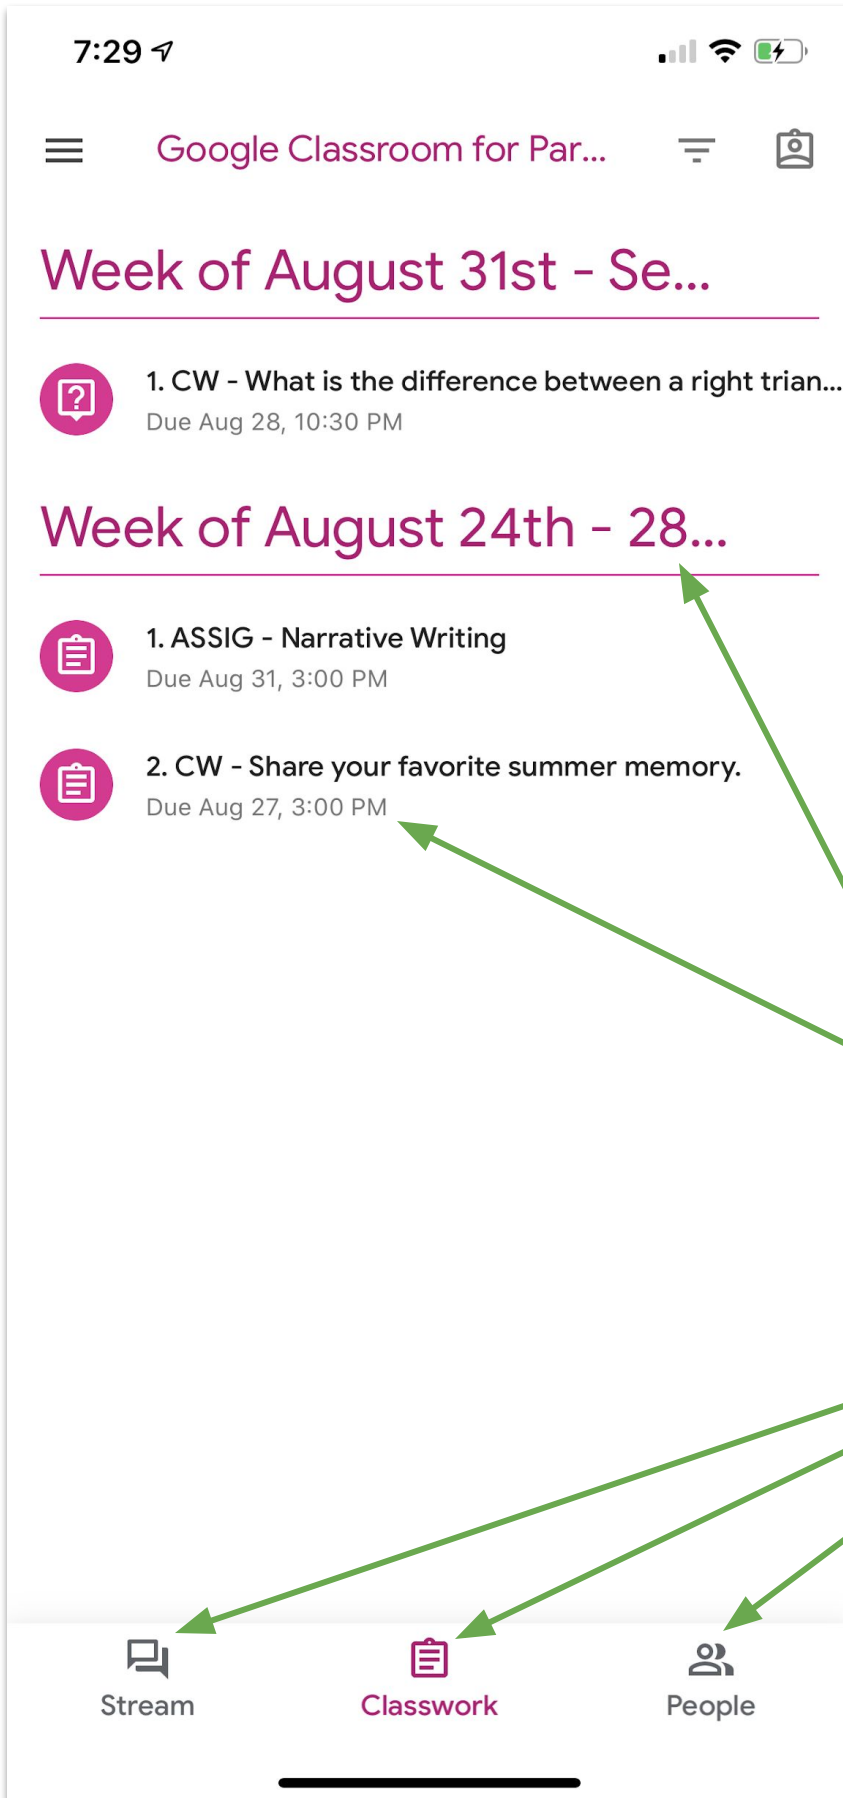 7:29
Google Classroom for Par...
Week of August 31st - Se...
1. CW - What is the difference between a right trian...
Due Aug 28, 10:30 PM
Week of August 24th - 28...
1. ASSIG - Narrative Writing
Due Aug 31, 3:00 PM
2. CW - Share your favorite summer memory.
Due Aug 27, 3:00 PM
Stream Classwork People